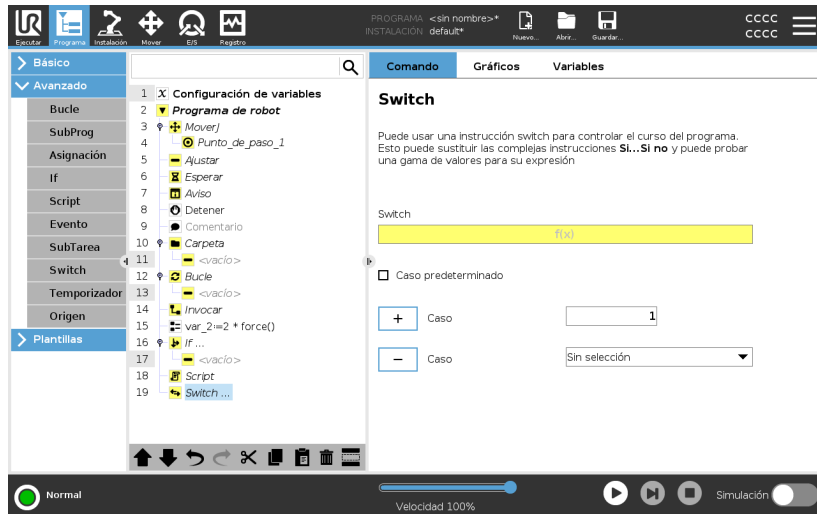 PROGRAMA <sin nombre>*
INSTALACIÓN default*
UR
Ejecutar
Programa
Instalación
Mover
E/S
Registro
Nuevo...
Abrir...
Guardar...
cccc
cccc
Básico
Avanzado
Bucle
SubProg
Asignación
If
Script
Evento
SubTarea
Switch
Temporizador
Origen
Plantillas
1 X Configuración de variables
2 Programa de robot
3 MoverJ
4 Punto_de_paso_1
5 Ajustar
6 Esperar
7 Aviso
8 Detener
9 Comentario
10 Carpeta
11 <vacío>
12 Bucle
13 <vacío>
14 Invocar
15 var_2:=2 * force()
16 If ...
17 <vacío>
18 Script
19 Switch ...
Comando Gráficos Variables
Switch
Puede usar una instrucción switch para controlar el curso del programa.
Esto puede sustituir las complejas instrucciones Si...Si no y puede probar
una gama de valores para su expresión
Switch
f(x)
Caso predeterminado
+ Caso 1
− Caso Sin selección
Normal
Velocidad 100%
Simulación